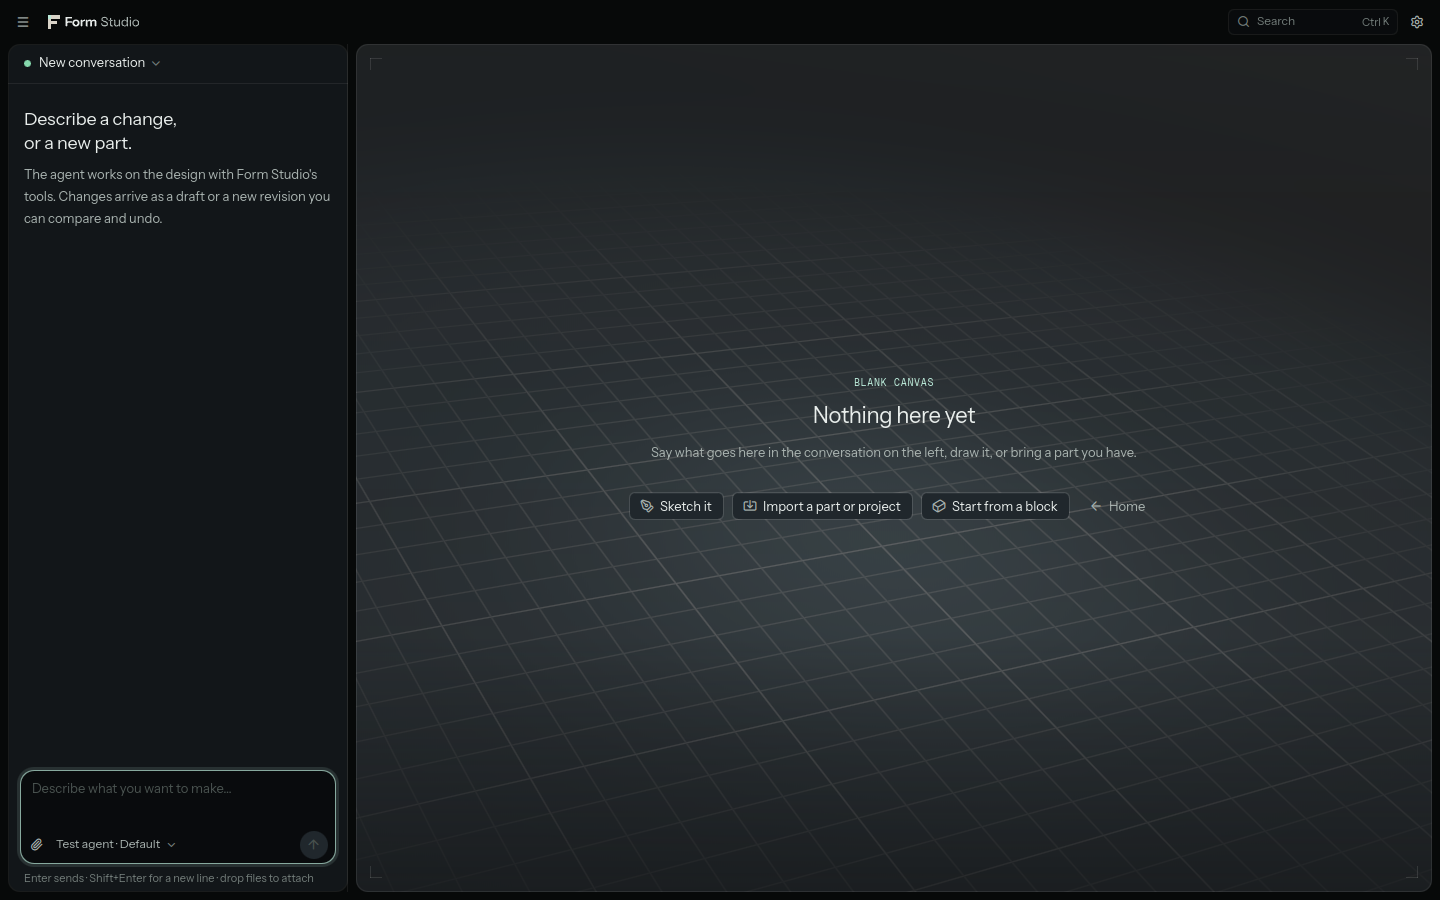 Form Studio
Search
Ctrl K
New conversation
Describe a change,
or a new part.
The agent works on the design with Form Studio's
tools. Changes arrive as a draft or a new revision you
can compare and undo.
BLANK CANVAS
Nothing here yet
Say what goes here in the conversation on the left, draw it, or bring a part you have.
Sketch it
Import a part or project
Start from a block
Home
Describe what you want to make...
Test agent · Default
Enter sends · Shift+Enter for a new line · drop files to attach